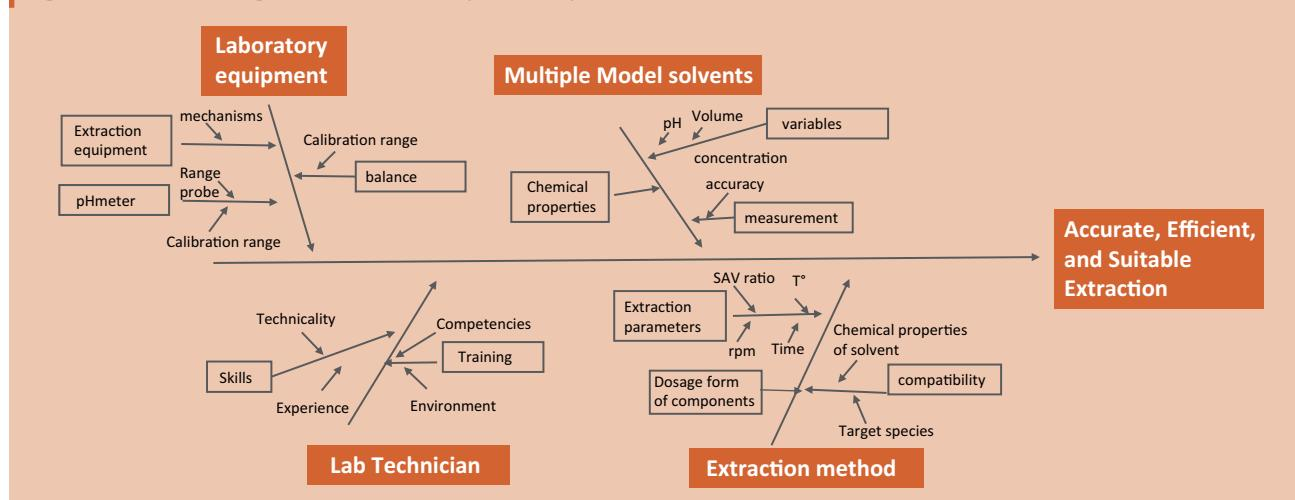 Laboratory
equipment
Multiple Model solvents
mechanisms
Extraction
equipment
Calibration range
balance
Range
probe
pHmeter
Calibration range
pH
Volume
variables
concentration
Chemical
properties
accuracy
measurement
Accurate, Efficient,
and Suitable
Extraction
Technicality
Competencies
Training
Skills
Experience
Environment
Lab Technician
SAV ratio
T°
Extraction
parameters
rpm
Time
Chemical properties
of solvent
Dosage form
of components
compatibility
Target species
Extraction method